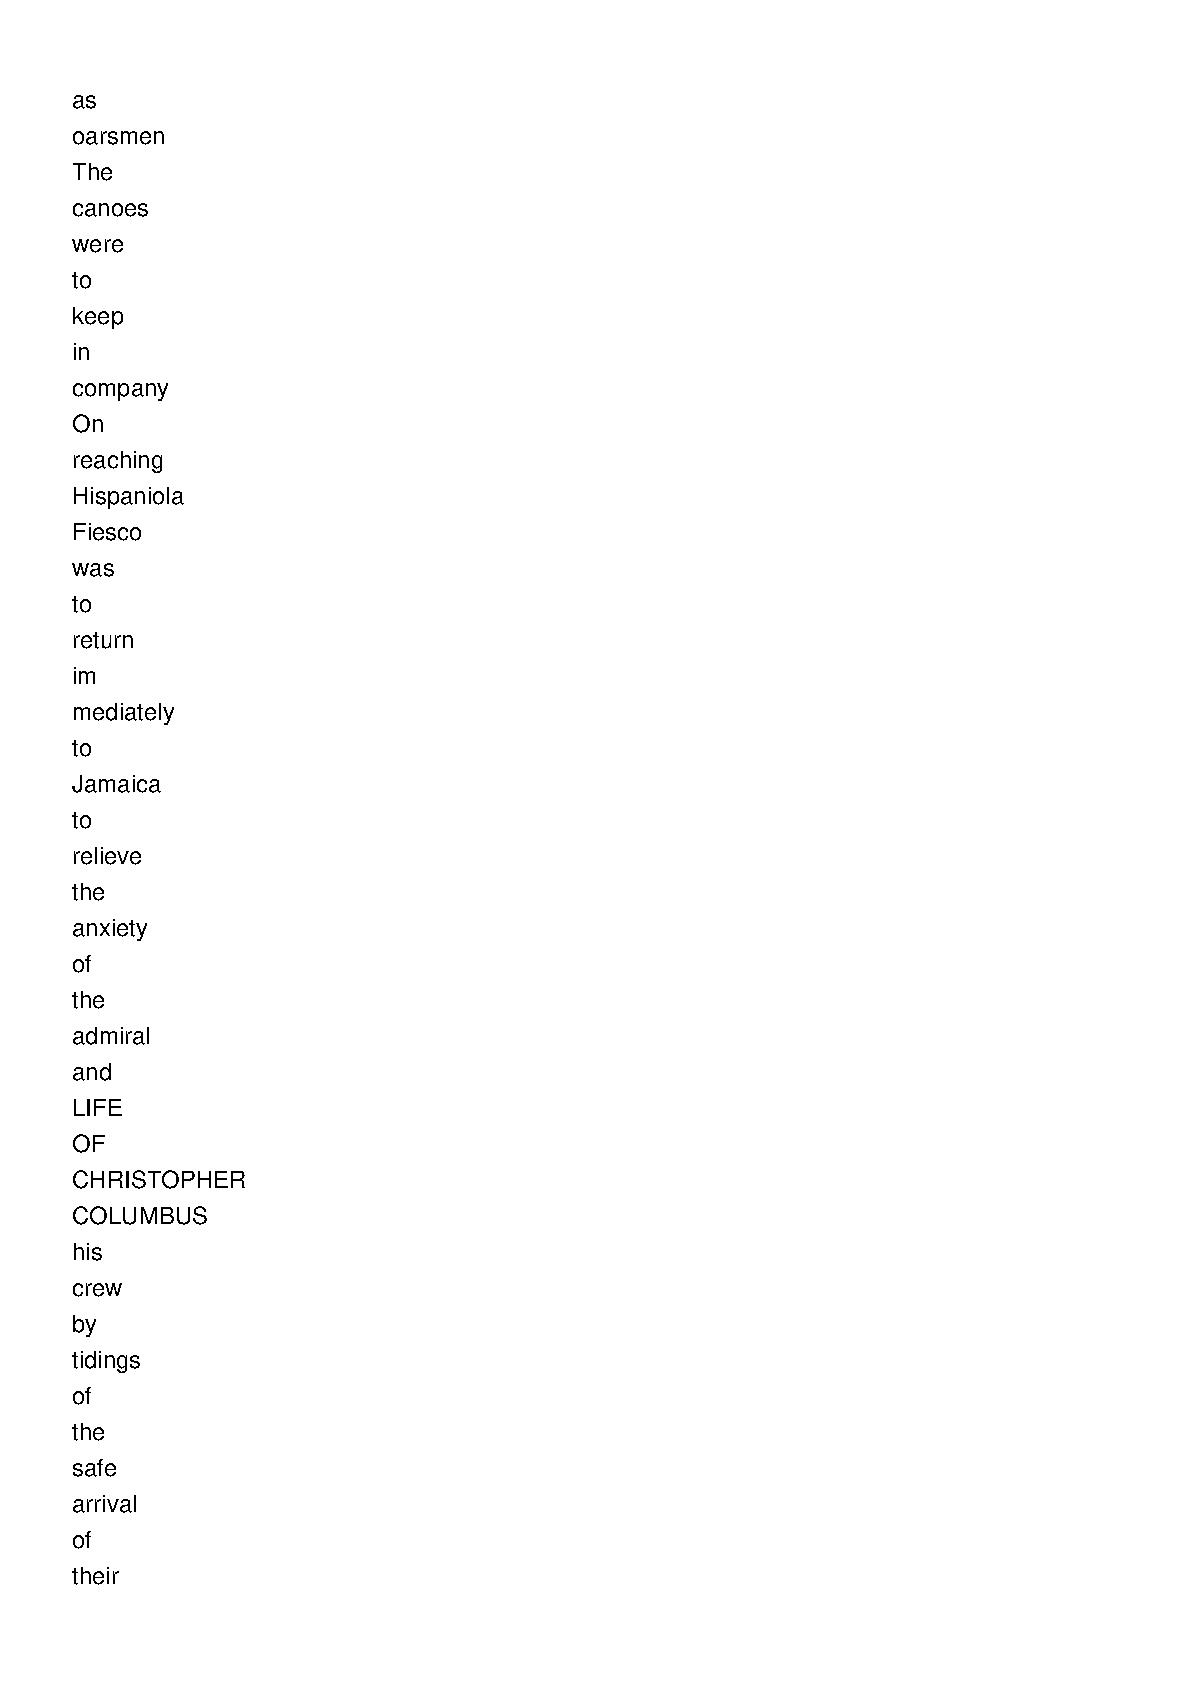 as
oarsmen
The
canoes
were
to
keep
in
company
On
reaching
Hispaniola
Fiesco
was
to
return
im
mediately
to
Jamaica
to
relieve
the
anxiety
of
the
admiral
and
LIFE
OF
CHRISTOPHER
COLUMBUS
his
crew
by
tidings
of
the
safe
arrival
of
their